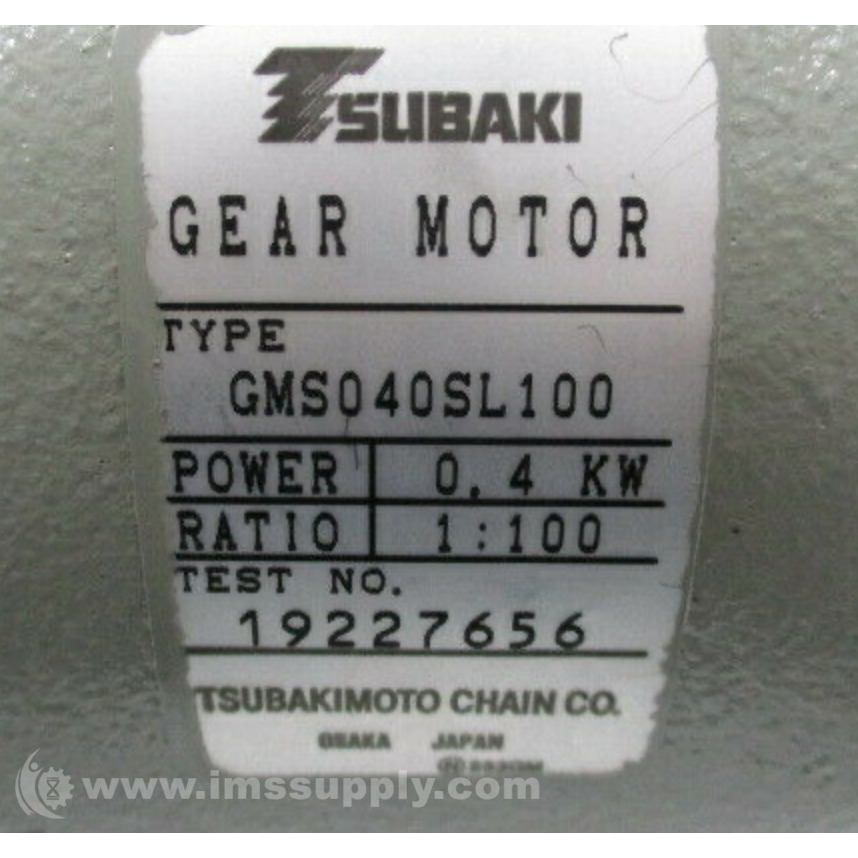 TSUBAKI
GEAR MOTOR
TYPE
GMS040SL100
POWER 0.4 KW
RATIO 1:100
TEST NO.
19227656
TSUBAKIMOTO CHAIN CO.
OSAKA JAPAN
www.imssupply.com